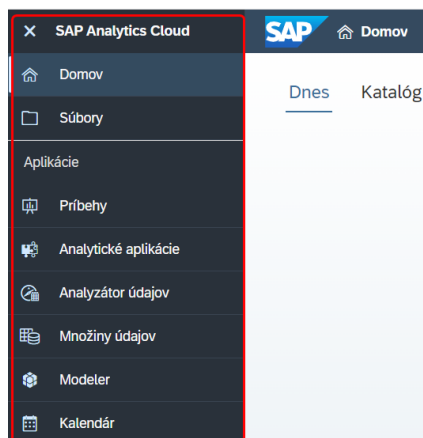 SAP Analytics Cloud
SAP Domov
Domov
Dnes Katalóg
Súbory
Aplikácie
Príbehy
Analytické aplikácie
Analyzátor údajov
Množiny údajov
Modeler
Kalendár